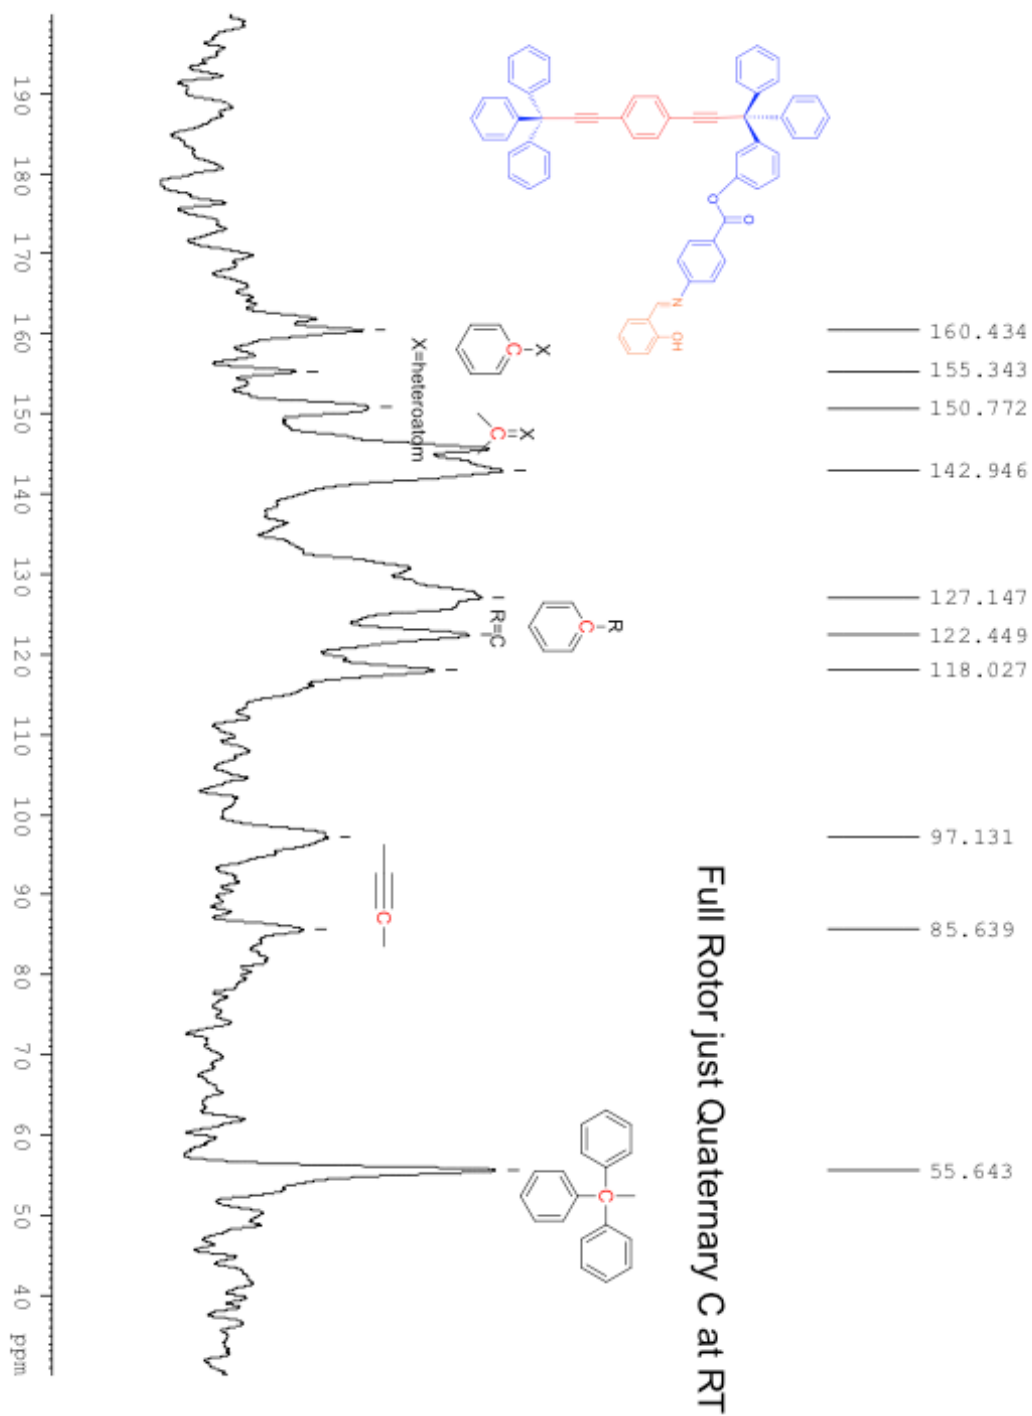 Full Rotor just Quaternary C at RT
160.434
155.343
150.772
142.946
127.147
122.449
118.027
97.131
85.639
55.643
O
O
N
OH
X
C
X=heteroatom
X
C
R
C
R=C
C
C
190 180 170 160 150 140 130 120 110 100 90 80 70 60 50 40 ppm